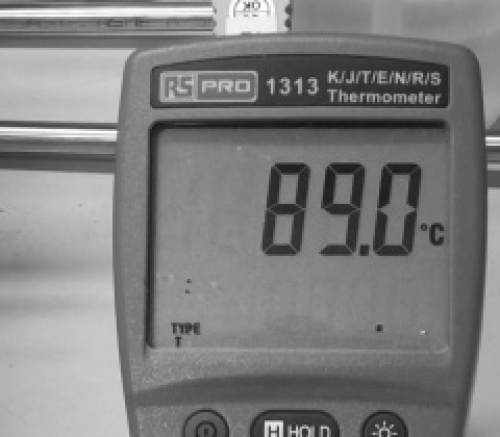 RS PRO 1313 K/J/T/E/N/R/S
Thermometer
89.0 °C
TYPE
T
H HOLD